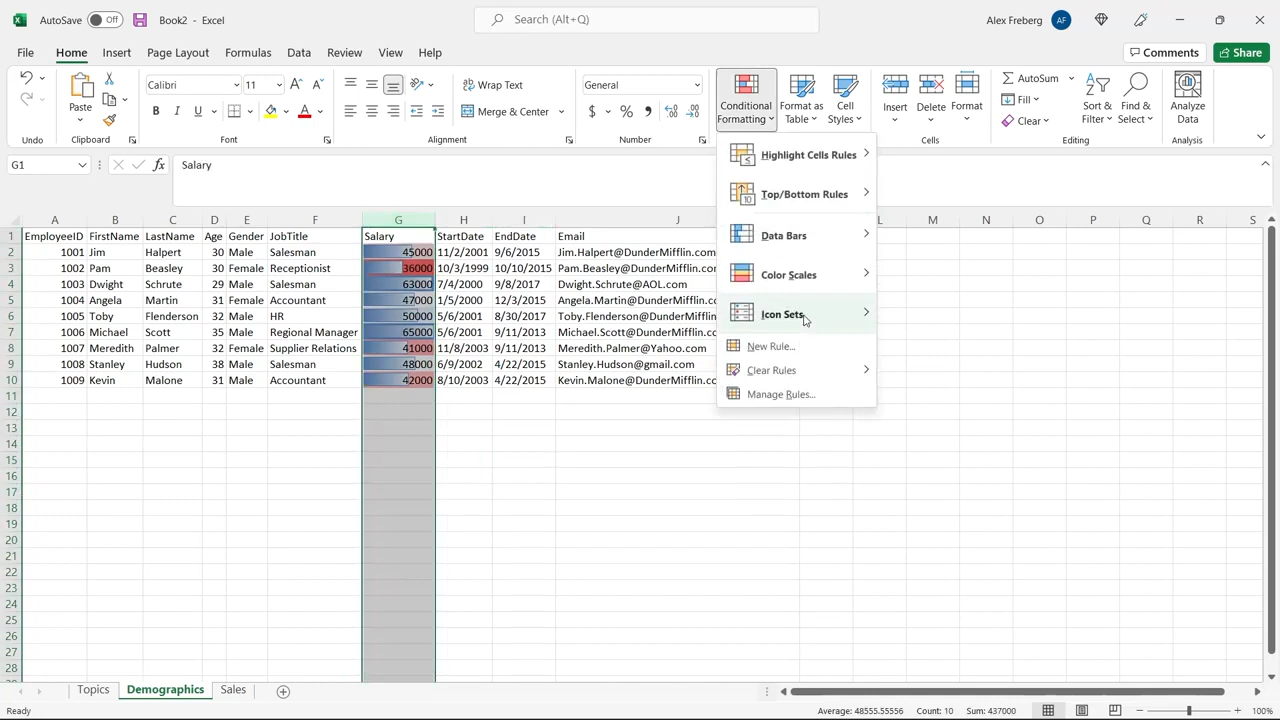 AutoSave Off Book2 - Excel Search (Alt+Q) Alex Freberg AF
File Home Insert Page Layout Formulas Data Review View Help Comments Share
Calibri 11 Wrap Text General AutoSum
Paste B I U Merge & Center $ % Conditional Formatting Format as Table Cell Styles Insert Delete Format Fill Clear Sort & Filter Find & Select Analyze Data
Undo Clipboard Font Alignment Number Cells Editing Analysis
G1 fx Salary
Highlight Cells Rules
Top/Bottom Rules
Data Bars
Color Scales
Icon Sets
New Rule...
Clear Rules
Manage Rules...
A B C D E F G H I J L M N O P Q R S
1 EmployeeID FirstName LastName Age Gender JobTitle Salary StartDate EndDate Email
2 1001 Jim Halpert 30 Male Salesman 45000 11/2/2001 9/6/2015 Jim.Halpert@DunderMifflin.com
3 1002 Pam Beasley 30 Female Receptionist 36000 10/3/1999 10/10/2015 Pam.Beasley@DunderMifflin.co
4 1003 Dwight Schrute 29 Male Salesman 63000 7/4/2000 9/8/2017 Dwight.Schrute@AOL.com
5 1004 Angela Martin 31 Female Accountant 47000 1/5/2000 12/3/2015 Angela.Martin@DunderMifflin.co
6 1005 Toby Flenderson 32 Male HR 50000 5/6/2001 8/30/2017 Toby.Flenderson@DunderMifflin.c
7 1006 Michael Scott 35 Male Regional Manager 65000 5/6/2001 9/11/2013 Michael.Scott@DunderMifflin.com
8 1007 Meredith Palmer 32 Female Supplier Relations 41000 11/8/2003 9/11/2013 Meredith.Palmer@Yahoo.com
9 1008 Stanley Hudson 38 Male Salesman 48000 6/9/2002 2015 Stanley.Hudson@gmail.com
10 1009 Kevin Malone 31 Male Accountant 42000 8/10/2003 4/22/2015 Kevin.Malone@DunderMifflin.co
11
12
13
14
15
16
17
18
19
20
21
22
23
24
25
26
27
28
Topics Demographics Sales
Ready Average: 48555.55556 Count: 10 Sum: 437000 100%